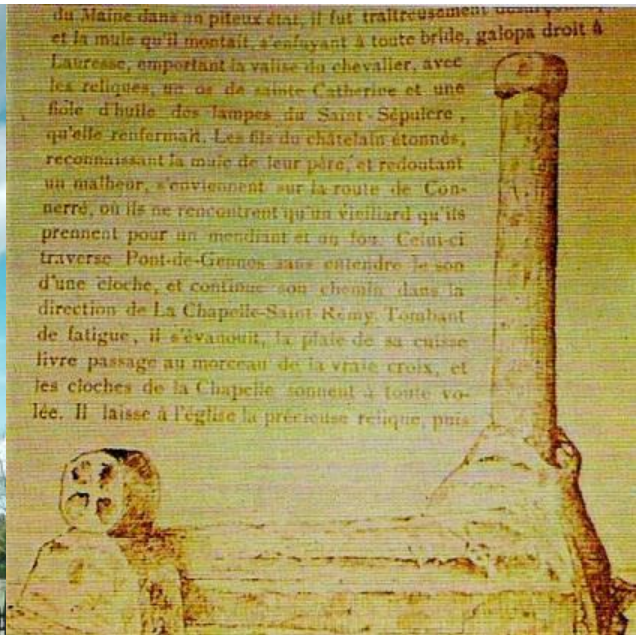 du Maine dans un piteux état, il fut traîtreusement
et la mule qu'il montait, s'enfuyant à toute bride, galopa droit à
Lauresse, emportant la valise du chevalier, avec
les reliques, un os de sainte Catherine et une
fiole d'huile des lampes du Saint-Sépulcre,
qu'elle renfermait. Les fils du châtelain étonnés,
reconnaissant la mule de leur père, et redoutant
un malheur, s'enviennent sur la route de Con-
nerré, où ils ne rencontrent qu'un vieillard qu'ils
prennent pour un mendiant et un fou. Celui-ci
traverse Pont-de-Gennes sans entendre le son
d'une cloche, et continue son chemin dans la
direction de La Chapelle-Saint-Rémy. Tombant
de fatigue, il s'évanouit, la plaie de sa cuisse
livre passage au morceau de la vraie croix, et
les cloches de la Chapelle sonnent à toute vo-
lée. Il laisse à l'église la précieuse relique, puis